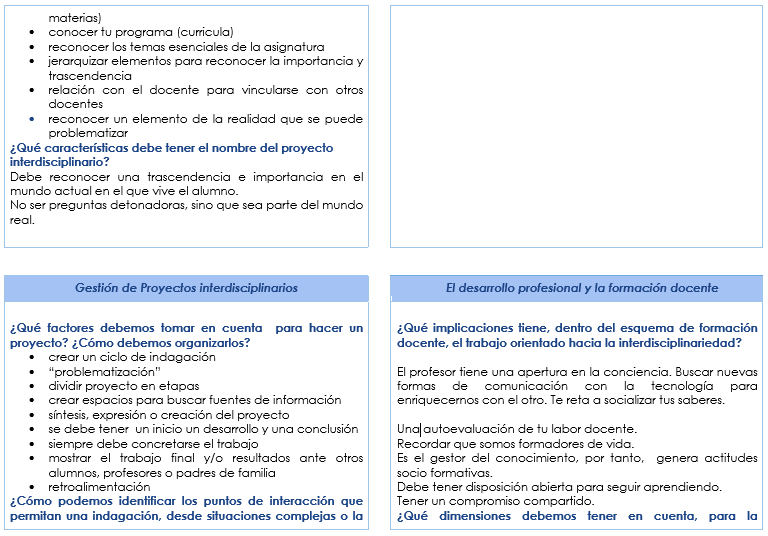 materias)
• conocer tu programa (curricula)
• reconocer los temas esenciales de la asignatura
• jerarquizar elementos para reconocer la importancia y
trascendencia
• relación con el docente para vincularse con otros
docentes
• reconocer un elemento de la realidad que se puede
problematizar
¿Qué características debe tener el nombre del proyecto
interdisciplinario?
Debe reconocer una trascendencia e importancia en el
mundo actual en el que vive el alumno.
No ser preguntas detonadoras, sino que sea parte del mundo
real.
Gestión de Proyectos interdisciplinarios
¿Qué factores debemos tomar en cuenta para hacer un
proyecto? ¿Cómo debemos organizarlos?
• crear un ciclo de indagación
• “problematización”
• dividir proyecto en etapas
• crear espacios para buscar fuentes de información
• síntesis, expresión o creación del proyecto
• se debe tener un inicio un desarrollo y una conclusión
• siempre debe concretarse el trabajo
• mostrar el trabajo final y/o resultados ante otros
alumnos, profesores o padres de familia
• retroalimentación
¿Cómo podemos identificar los puntos de interacción que
permitan una indagación, desde situaciones complejas o la
El desarrollo profesional y la formación docente
¿Qué implicaciones tiene, dentro del esquema de formación
docente, el trabajo orientado hacia la interdisciplinariedad?
El profesor tiene una apertura en la conciencia. Buscar nuevas
formas de comunicación con la tecnología para
enriquecernos con el otro. Te reta a socializar tus saberes.
Una autoevaluación de tu labor docente.
Recordar que somos formadores de vida.
Es el gestor del conocimiento, por tanto, genera actitudes
socio formativas.
Debe tener disposición abierta para seguir aprendiendo.
Tener un compromiso compartido.
¿Qué dimensiones debemos tener en cuenta, para la